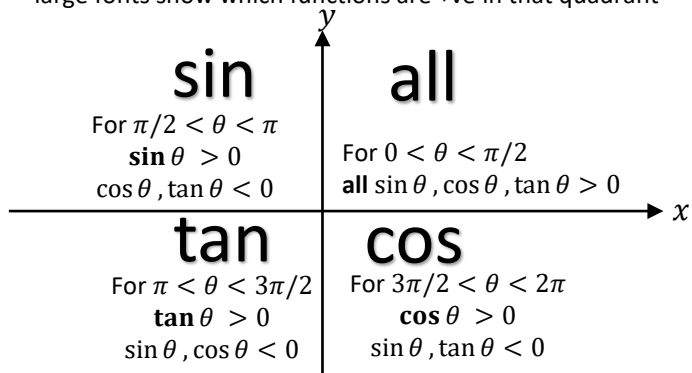 large fonts show which functions are +ve in that quadrant
y
sin
For π/2 < θ < π
sin θ > 0
cos θ , tan θ < 0
all
For 0 < θ < π/2
all sin θ , cos θ , tan θ > 0
x
tan
For π < θ < 3π/2
tan θ > 0
sin θ , cos θ < 0
cos
For 3π/2 < θ < 2π
cos θ > 0
sin θ , tan θ < 0